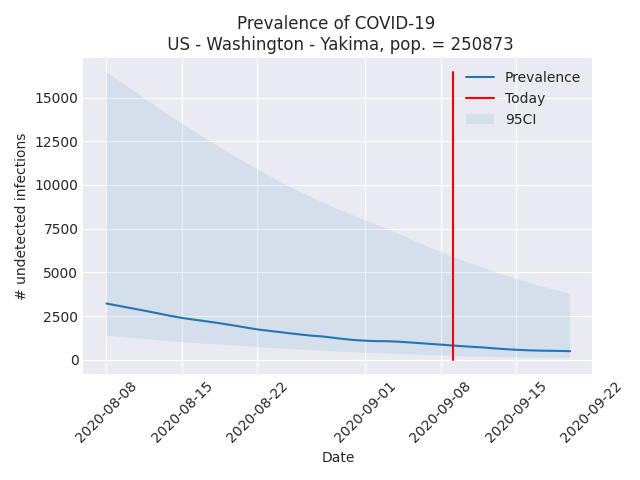 Prevalence of COVID-19
US - Washington - Yakima, pop. = 250873
Prevalence
Today
95CI
# undetected infections
15000
12500
10000
7500
5000
2500
0
2020-08-08
2020-08-15
2020-08-22
2020-09-01
2020-09-08
2020-09-15
2020-09-22
Date